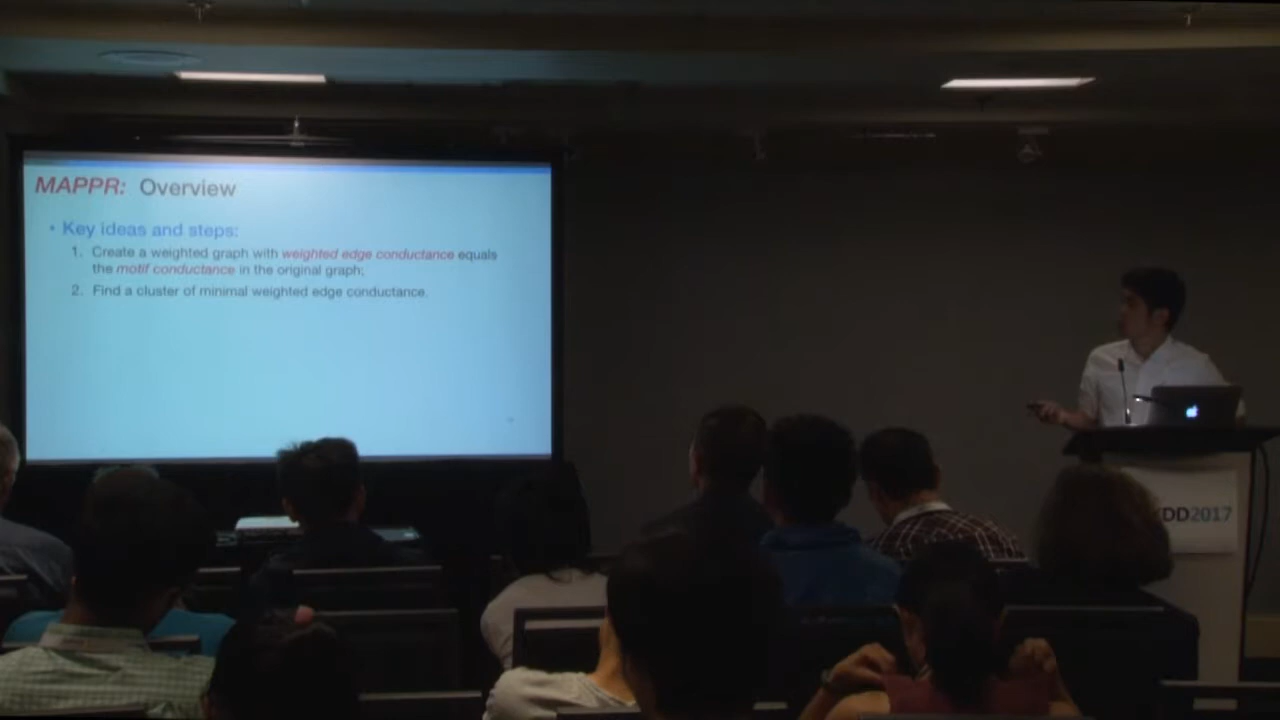 MAPPR: Overview
• Key ideas and steps:
1. Create a weighted graph with weighted edge conductance equals
the motif conductance in the original graph;
2. Find a cluster of minimal weighted edge conductance.
DD2017